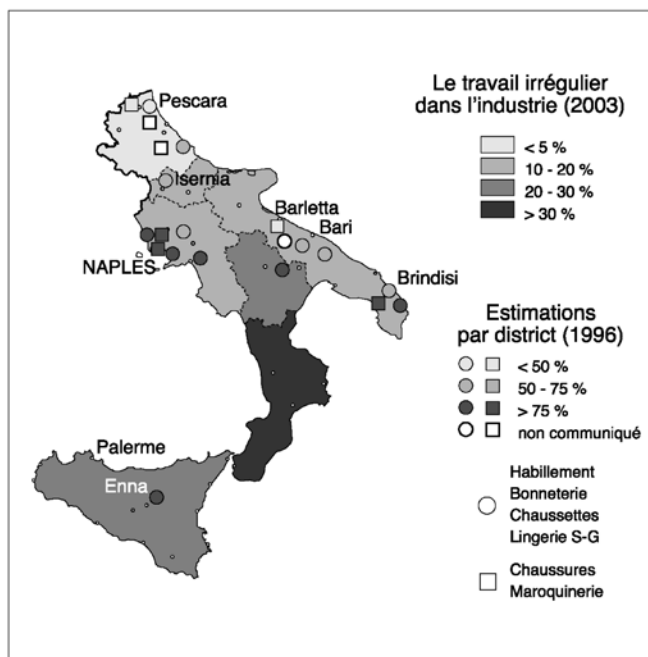 Le travail irrégulier
dans l'industrie (2003)
< 5 %
10 - 20 %
20 - 30 %
> 30 %
Pescara
Isernia
Barletta
Bari
NAPLES
Brindisi
Estimations
par district (1996)
< 50 %
50 - 75 %
> 75 %
non communiqué
Palerme
Enna
Habillement
Bonneterie
Chaussettes
Lingerie S-G
Chaussures
Maroquinerie